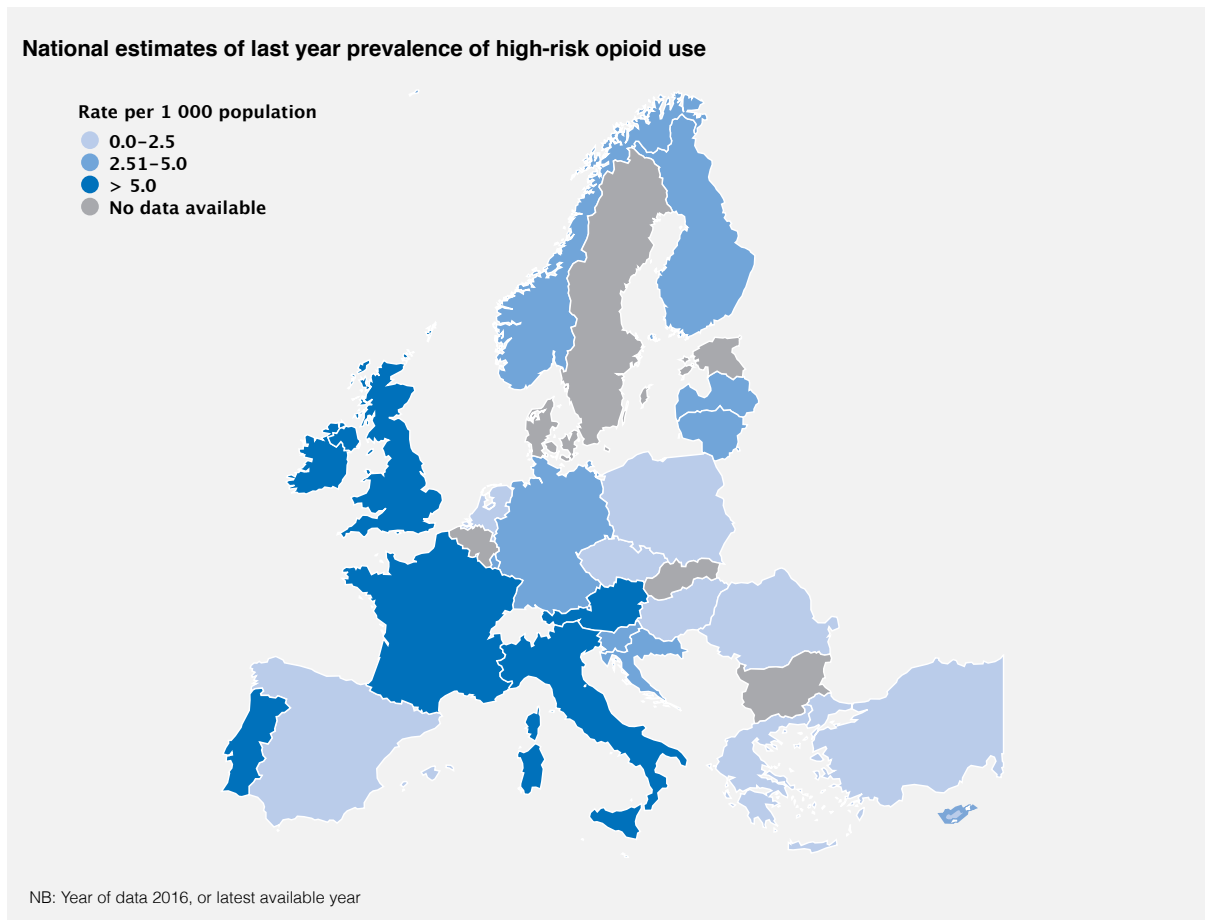 National estimates of last year prevalence of high-risk opioid use
Rate per 1 000 population
0.0–2.5
2.51–5.0
> 5.0
No data available
NB: Year of data 2016, or latest available year